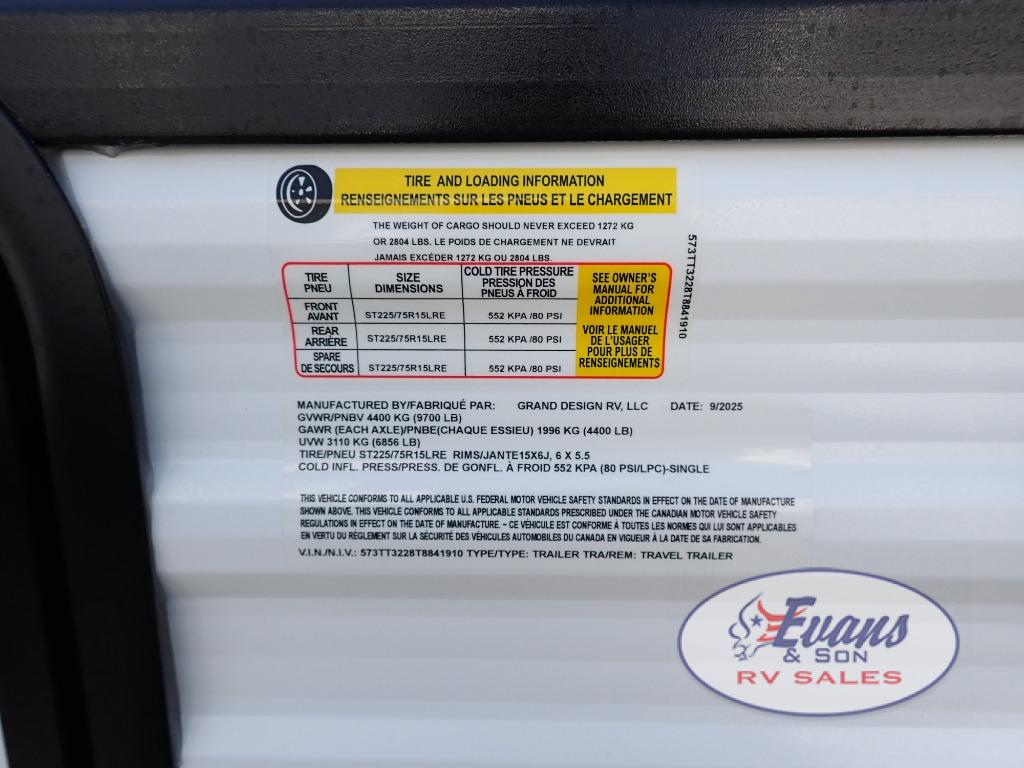 TIRE AND LOADING INFORMATION
RENSEIGNEMENTS SUR LES PNEUS ET LE CHARGEMENT
THE WEIGHT OF CARGO SHOULD NEVER EXCEED 1272 KG
OR 2804 LBS. LE POIDS DE CHARGEMENT NE DEVRAIT
JAMAIS EXCÉDER 1272 KG OU 2804 LBS.
573TT3228T8841910
TIRE
PNEU
SIZE
DIMENSIONS
COLD TIRE PRESSURE
PRESSION DES
PNEUS À FROID
FRONT
AVANT
ST225/75R15LRE
552 KPA /80 PSI
REAR
ARRIÈRE
ST225/75R15LRE
552 KPA /80 PSI
SPARE
DE SECOURS
ST225/75R15LRE
552 KPA /80 PSI
SEE OWNER'S
MANUAL FOR
ADDITIONAL
INFORMATION
VOIR LE MANUEL
DE L'USAGER
POUR PLUS DE
RENSEIGNEMENTS
MANUFACTURED BY/FABRIQUÉ PAR: GRAND DESIGN RV, LLC DATE: 9/2025
GVWR/PNBV 4400 KG (9700 LB)
GAWR (EACH AXLE)/PNBE(CHAQUE ESSIEU) 1996 KG (4400 LB)
UVW 3110 KG (6856 LB)
TIRE/PNEU ST225/75R15LRE RIMS/JANTE15X6J, 6 X 5.5
COLD INFL. PRESS/PRESS. DE GONFL. À FROID 552 KPA (80 PSI/LPC)-SINGLE
THIS VEHICLE CONFORMS TO ALL APPLICABLE U.S. FEDERAL MOTOR VEHICLE SAFETY STANDARDS IN EFFECT ON THE DATE OF MANUFACTURE
SHOWN ABOVE. THIS VEHICLE CONFORMS TO ALL APPLICABLE STANDARDS PRESCRIBED UNDER THE CANADIAN MOTOR VEHICLE SAFETY
REGULATIONS IN EFFECT ON THE DATE OF MANUFACTURE. ~ CE VÉHICULE EST CONFORME À TOUTES LES NORMES QUI LUI SONT APPLICABLES
EN VERTU DU RÈGLEMENT SUR LA SÉCURITÉ DES VÉHICULES AUTOMOBILES DU CANADA EN VIGUEUR À LA DATE DE SA FABRICATION.
V.I.N./N.I.V.: 573TT3228T8841910 TYPE/TYPE: TRAILER TRA/REM: TRAVEL TRAILER
Evans
& SON
RV SALES